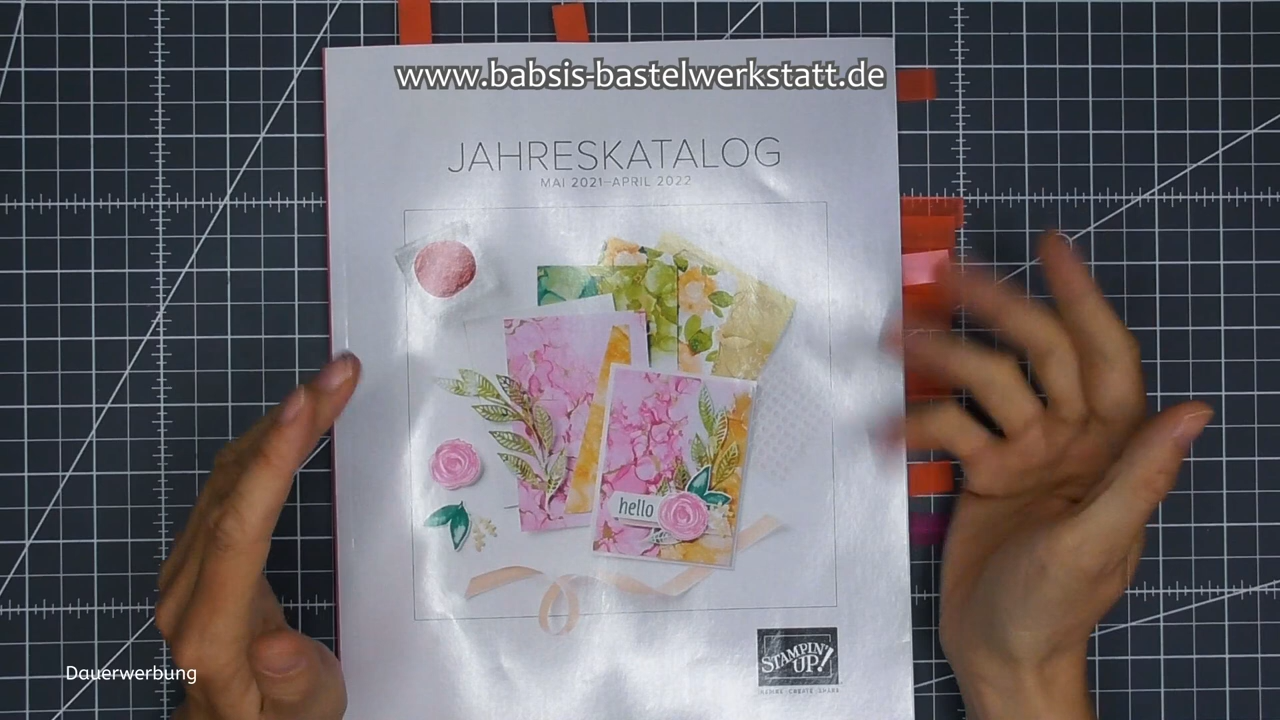 www.babsis-bastelwerkstatt.de
JAHRESKATALOG
MAI 2021–APRIL 2022
hello
STAMPIN' UP!
Dauerwerbung